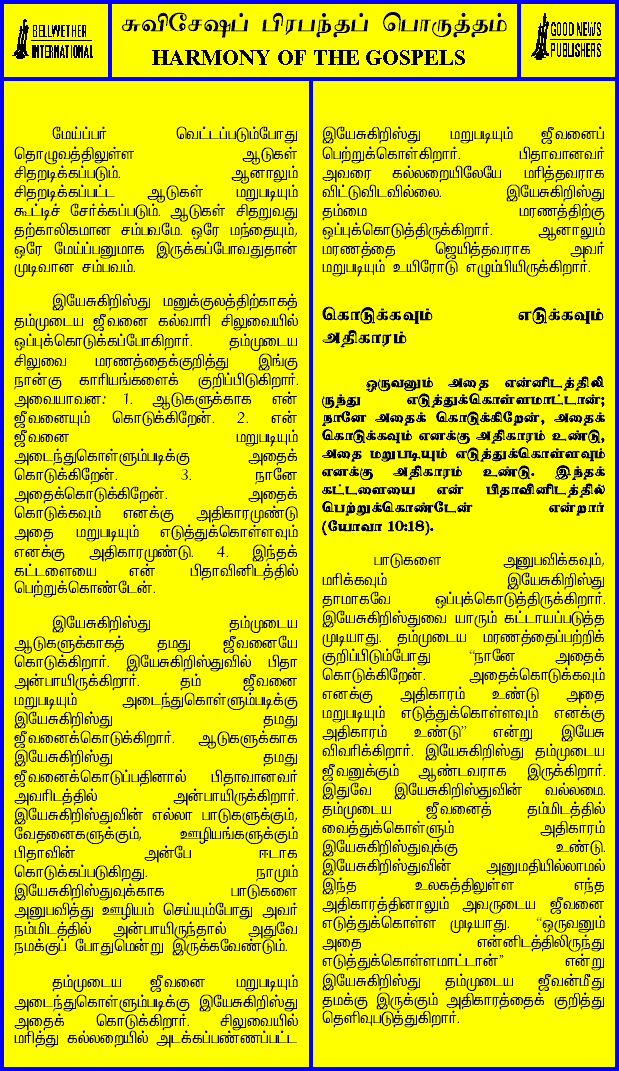 BELLWETHER
INTERNATIONAL
சுவிசேஷப் பிரபந்தப் பொருத்தம்
HARMONY OF THE GOSPELS
GOOD NEWS
PUBLISHERS
மேய்ப்பர் வெட்டப்படும்போது
தொழுவத்திலுள்ள ஆடுகள்
சிதறடிக்கப்படும். ஆனாலும்
சிதறடிக்கப்பட்ட ஆடுகள் மறுபடியும்
கூட்டிச் சேர்க்கப்படும். ஆடுகள் சிதறுவது
தற்காலிகமான சம்பவமே. ஒரே மந்தையும்,
ஒரே மேய்ப்பனுமாக இருக்கப்போவதுதான்
முடிவான சம்பவம்.
இயேசுகிறிஸ்து மனுக்குலத்திற்காகத்
தம்முடைய ஜீவனை கல்வாரி சிலுவையில்
ஒப்புக்கொடுக்கப்போகிறார். தம்முடைய
சிலுவை மரணத்தைக்குறித்து இங்கு
நான்கு காரியங்களைக் குறிப்பிடுகிறார்.
அவையாவன: 1. ஆடுகளுக்காக என்
ஜீவனையும் கொடுக்கிறேன். 2. என்
ஜீவனை மறுபடியும்
அடைந்துகொள்ளும்படிக்கு அதைக்
கொடுக்கிறேன். 3. நானே
அதைக்கொடுக்கிறேன். அதைக்
கொடுக்கவும் எனக்கு அதிகாரமுண்டு
அதை மறுபடியும் எடுத்துக்கொள்ளவும்
எனக்கு அதிகாரமுண்டு. 4. இந்தக்
கட்டளையை என் பிதாவினிடத்தில்
பெற்றுக்கொண்டேன்.
இயேசுகிறிஸ்து தம்முடைய
ஆடுகளுக்காகத் தமது ஜீவனையே
கொடுக்கிறார். இயேசுகிறிஸ்துவில் பிதா
அன்பாயிருக்கிறார். தம் ஜீவனை
மறுபடியும் அடைந்துகொள்ளும்படிக்கு
இயேசுகிறிஸ்து தமது
ஜீவனைக்கொடுக்கிறார். ஆடுகளுக்காக
இயேசுகிறிஸ்து தமது
ஜீவனைக்கொடுப்பதினால் பிதாவானவர்
அவரிடத்தில் அன்பாயிருக்கிறார்.
இயேசுகிறிஸ்துவின் எல்லா பாடுகளுக்கும்,
வேதனைகளுக்கும், ஊழியங்களுக்கும்
பிதாவின் அன்பே ஈடாக
கொடுக்கப்படுகிறது. நாமும்
இயேசுகிறிஸ்துவுக்காக பாடுகளை
அனுபவித்து ஊழியம் செய்யும்போது அவர்
நம்மிடத்தில் அன்பாயிருந்தால் அதுவே
நமக்குப் போதுமென்று இருக்கவேண்டும்.
தம்முடைய ஜீவனை மறுபடியும்
அடைந்துகொள்ளும்படிக்கு இயேசுகிறிஸ்து
அதைக் கொடுக்கிறார். சிலுவையில்
மரித்து கல்லறையில் அடக்கப்பண்ணப்பட்ட
இயேசுகிறிஸ்து மறுபடியும் ஜீவனைப்
பெற்றுக்கொள்கிறார். பிதாவானவர்
அவரை கல்லறையிலேயே மரித்தவராக
விட்டுவிடவில்லை. இயேசுகிறிஸ்து
தம்மை மரணத்திற்கு
ஒப்புக்கொடுத்திருக்கிறார். ஆனாலும்
மரணத்தை ஜெயித்தவராக அவர்
மறுபடியும் உயிரோடு எழும்பியிருக்கிறார்.
கொடுக்கவும் எடுக்கவும்
அதிகாரம்
ஒருவனும் அதை என்னிடத்திலி
ருந்து எடுத்துக்கொள்ளமாட்டான்;
நானே அதைக் கொடுக்கிறேன், அதைக்
கொடுக்கவும் எனக்கு அதிகாரம் உண்டு,
அதை மறுபடியும் எடுத்துக்கொள்ளவும்
எனக்கு அதிகாரம் உண்டு. இந்தக்
கட்டளையை என் பிதாவினிடத்தில்
பெற்றுக்கொண்டேன் என்றார்
(யோவா 10:18).
பாடுகளை அனுபவிக்கவும்,
மரிக்கவும் இயேசுகிறிஸ்து
தாமாகவே ஒப்புக்கொடுத்திருக்கிறார்.
இயேசுகிறிஸ்துவை யாரும் கட்டாயப்படுத்த
முடியாது. தம்முடைய மரணத்தைப்பற்றிக்
குறிப்பிடும்போது “நானே அதைக்
கொடுக்கிறேன். அதைக்கொடுக்கவும்
எனக்கு அதிகாரம் உண்டு அதை
மறுபடியும் எடுத்துக்கொள்ளவும் எனக்கு
அதிகாரம் உண்டு” என்று இயேசு
விவரிக்கிறார். இயேசுகிறிஸ்து தம்முடைய
ஜீவனுக்கும் ஆண்டவராக இருக்கிறார்.
இதுவே இயேசுகிறிஸ்துவின் வல்லமை.
தம்முடைய ஜீவனைத் தம்மிடத்தில்
வைத்துக்கொள்ளும் அதிகாரம்
இயேசுகிறிஸ்துவுக்கு உண்டு.
இயேசுகிறிஸ்துவின் அனுமதியில்லாமல்
இந்த உலகத்திலுள்ள எந்த
அதிகாரத்தினாலும் அவருடைய ஜீவனை
எடுத்துக்கொள்ள முடியாது. “ஒருவனும்
அதை என்னிடத்திலிருந்து
எடுத்துக்கொள்ளமாட்டான்” என்று
இயேசுகிறிஸ்து தம்முடைய ஜீவன்மீது
தமக்கு இருக்கும் அதிகாரத்தைக் குறித்து
தெளிவுபடுத்துகிறார்.